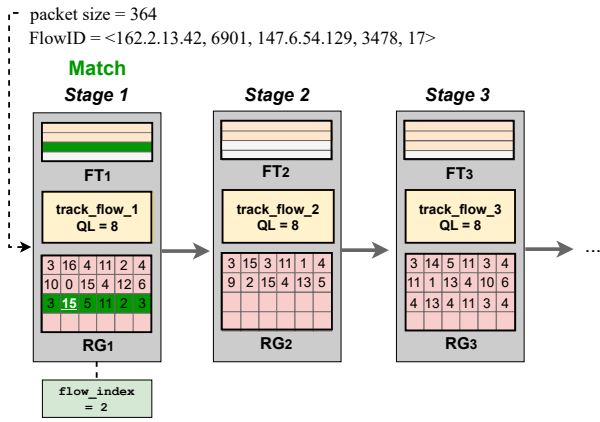 packet size = 364
FlowID = <162.2.13.42, 6901, 147.6.54.129, 3478, 17>
Match
Stage 1
Stage 2
Stage 3
FT1
FT2
FT3
track_flow_1
QL = 8
track_flow_2
QL = 8
track_flow_3
QL = 8
...
3 16 4 11 2 4
10 0 15 4 12 6
3 15 5 11 2 3
3 15 3 11 1 4
9 2 15 4 13 5
3 14 5 11 3 4
11 1 13 4 10 6
4 13 4 11 3 4
RG1
RG2
RG3
flow_index
= 2